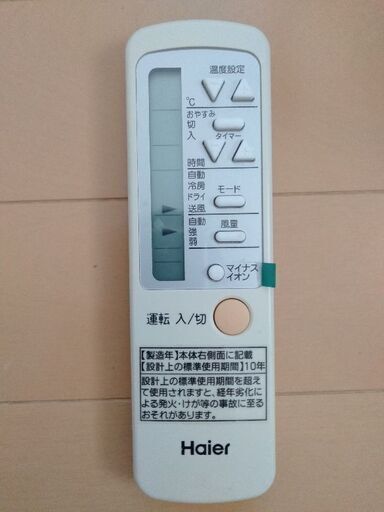 温度設定
℃
おやすみ
切
入
タイマー
時間
自動
冷房
ドライ
送風
モード
自動
強
弱
風量
マイナス
イオン
運転 入/切
【製造年】本体右側面に記載
【設計上の標準使用期間】10年
設計上の標準使用期間を超え
て使用されますと、経年劣化に
よる発火・けが等の事故に至る
おそれがあります。
Haier